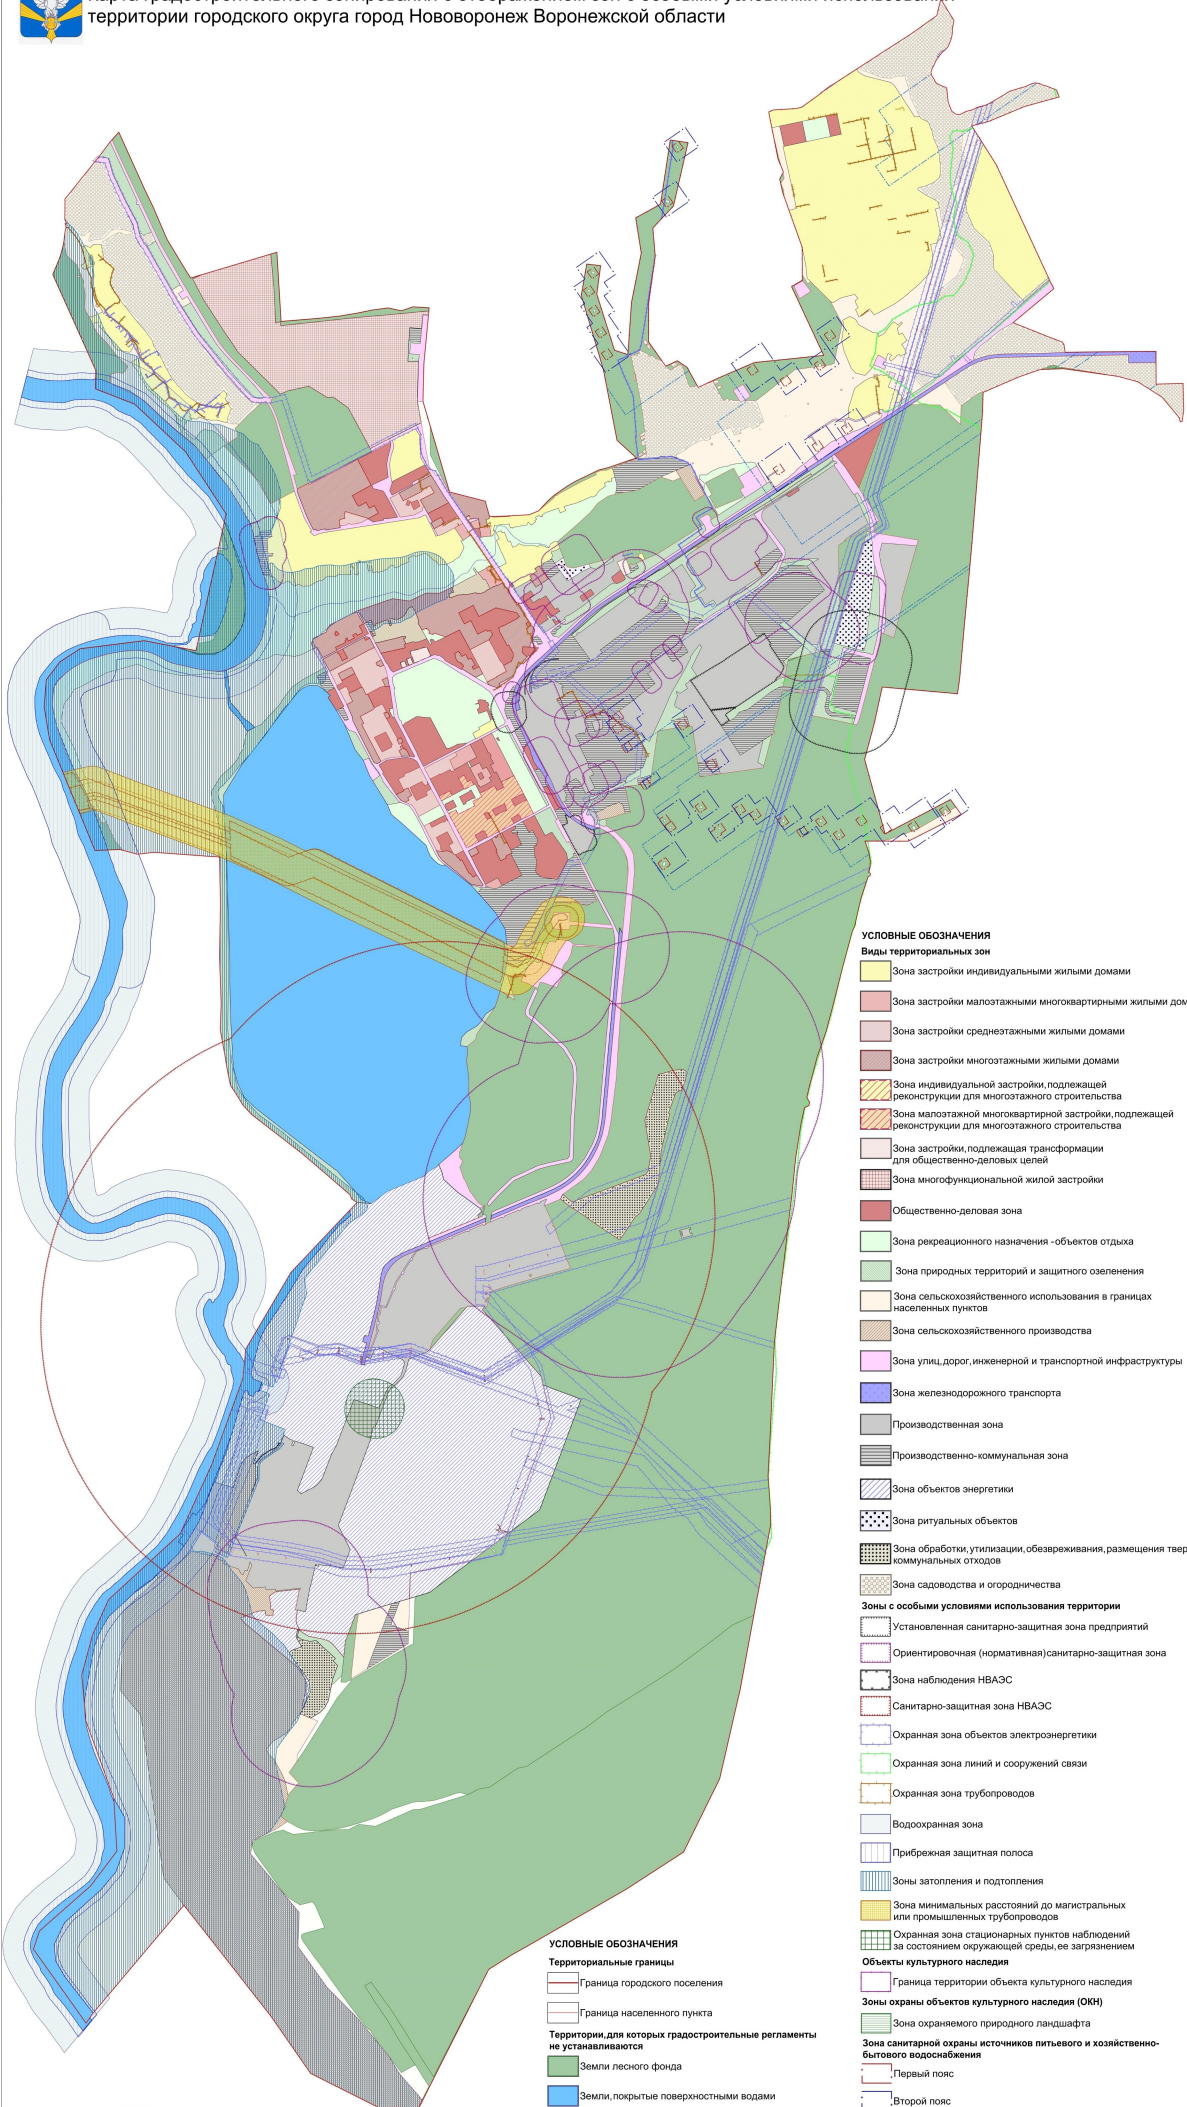 территории городского округа город Нововоронеж Воронежской области
УСЛОВНЫЕ ОБОЗНАЧЕНИЯ
Виды территориальных зон
Зона застройки индивидуальными жилыми домами
Зона застройки малоэтажными многоквартирными жилыми дом
Зона застройки среднеэтажными жилыми домами
Зона застройки многоэтажными жилыми домами
Зона индивидуальной застройки, подлежащей
реконструкции для многоэтажного строительства
Зона малоэтажной многоквартирной застройки, подлежащей
реконструкции для многоэтажного строительства
Зона застройки, подлежащая трансформации
для общественно-деловых целей
Зона многофункциональной жилой застройки
Общественно-деловая зона
Зона рекреационного назначения - объектов отдыха
Зона природных территорий и защитного озеленения
Зона сельскохозяйственного использования в границах
населенных пунктов
Зона сельскохозяйственного производства
Зона улиц, дорог, инженерной и транспортной инфраструктуры
Зона железнодорожного транспорта
Производственная зона
Производственно-коммунальная зона
Зона объектов энергетики
Зона ритуальных объектов
Зона обработки, утилизации, обезвреживания, размещения твер
коммунальных отходов
Зона садоводства и огородничества
Зоны с особыми условиями использования территории
Установленная санитарно-защитная зона предприятий
Ориентировочная (нормативная) санитарно-защитная зона
Зона наблюдения НВАЭС
Санитарно-защитная зона НВАЭС
Охранная зона объектов электроэнергетики
Охранная зона линий и сооружений связи
Охранная зона трубопроводов
Водоохранная зона
Прибрежная защитная полоса
Зоны затопления и подтопления
Зона минимальных расстояний до магистральных
или промышленных трубопроводов
Охранная зона стационарных пунктов наблюдений
за состоянием окружающей среды, ее загрязнением
Объекты культурного наследия
Граница территории объекта культурного наследия
Зоны охраны объектов культурного наследия (ОКН)
Зона охраняемого природного ландшафта
Зона санитарной охраны источников питьевого и хозяйственно-
бытового водоснабжения
Первый пояс
Второй пояс
УСЛОВНЫЕ ОБОЗНАЧЕНИЯ
Территориальные границы
Граница городского поселения
Граница населенного пункта
Территории, для которых градостроительные регламенты
не устанавливаются
Земли лесного фонда
Земли, покрытые поверхностными водами